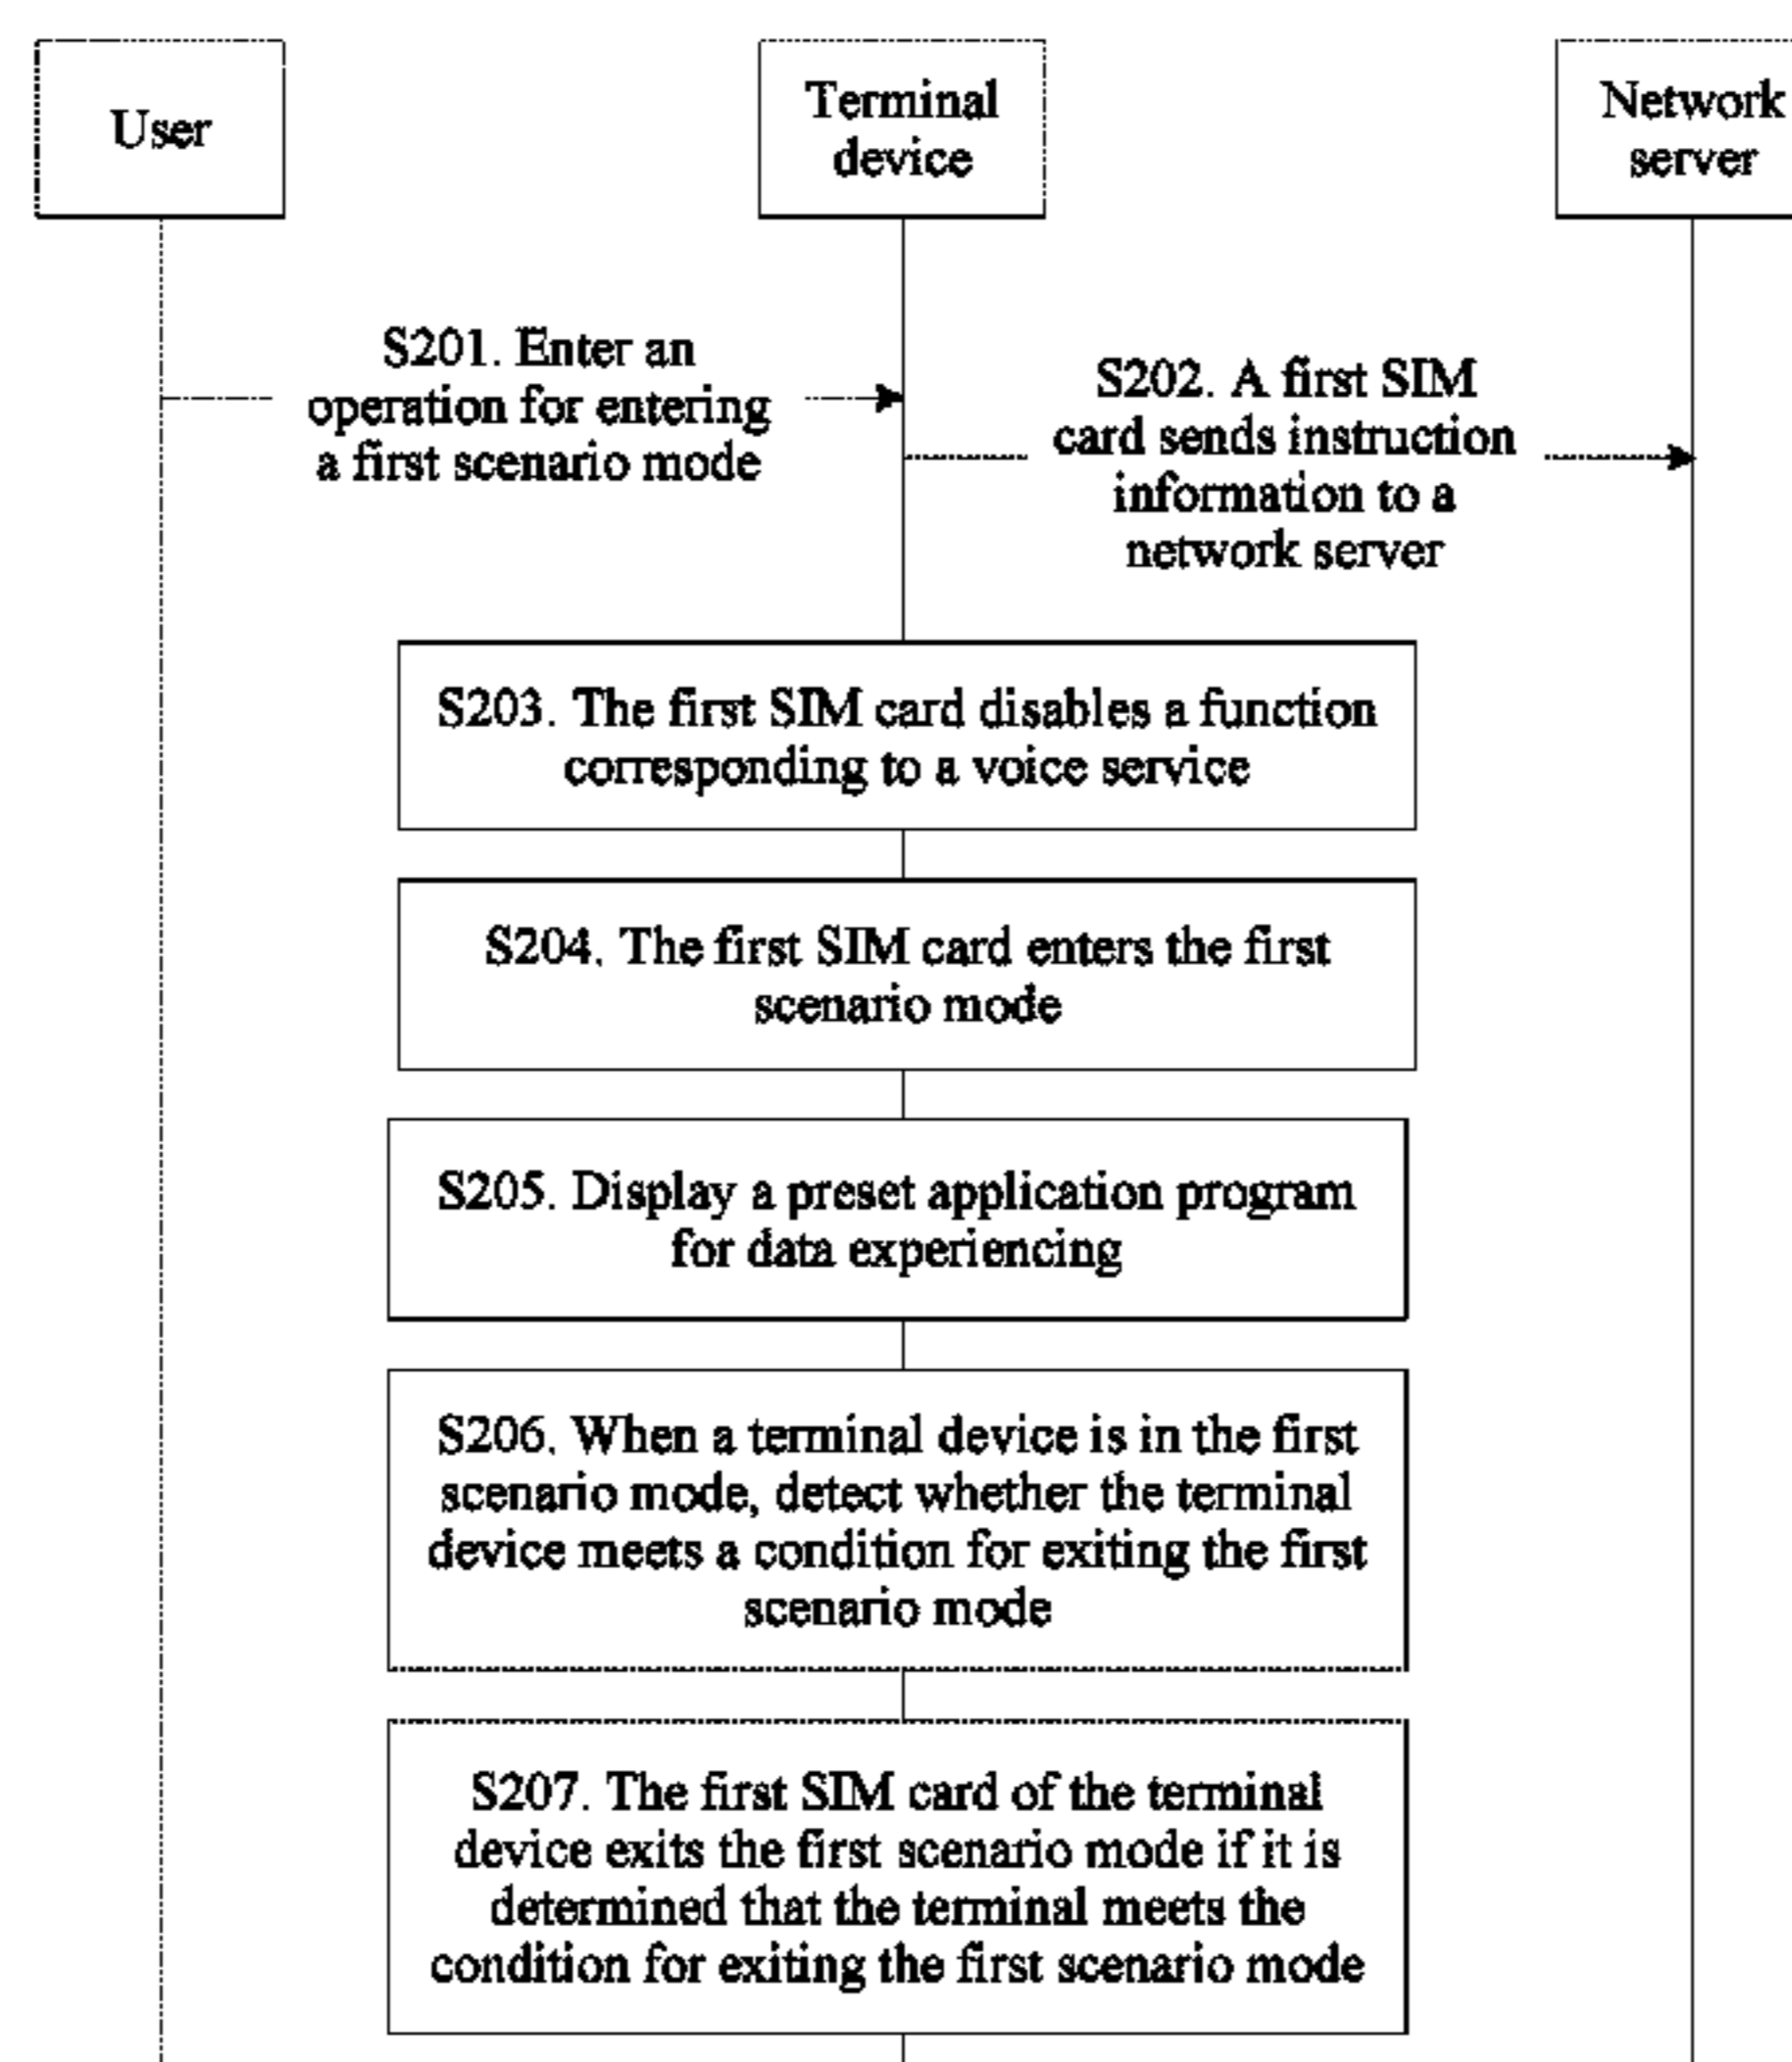 User
Terminal
device
Network
server
S201. Enter an
operation for entering
a first scenario mode
S202. A first SIM
card sends instruction
information to a
network server
S203. The first SIM card disables a function
corresponding to a voice service
S204. The first SIM card enters the first
scenario mode
S205. Display a preset application program
for data experiencing
S206. When a terminal device is in the first
scenario mode, detect whether the terminal
device meets a condition for exiting the first
scenario mode
S207. The first SIM card of the terminal
device exits the first scenario mode if it is
determined that the terminal meets the
condition for exiting the first scenario mode